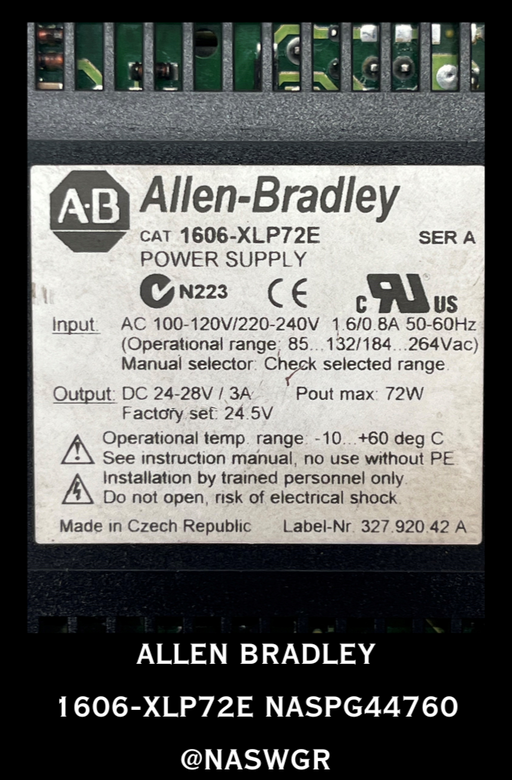 A·B Allen-Bradley
CAT 1606-XLP72E SER A
POWER SUPPLY
N223 CE C RU US
Input: AC 100-120V/220-240V 1.6/0.8A 50-60Hz
(Operational range: 85...132/184...264Vac)
Manual selector: Check selected range.
Output: DC 24-28V / 3A Pout max: 72W
Factory set: 24.5V
Operational temp. range: -10...+60 deg C
See instruction manual, no use without PE
Installation by trained personnel only.
Do not open, risk of electrical shock.
Made in Czech Republic Label-Nr. 327.920.42 A
ALLEN BRADLEY
1606-XLP72E NASPG44760
@NASWGR